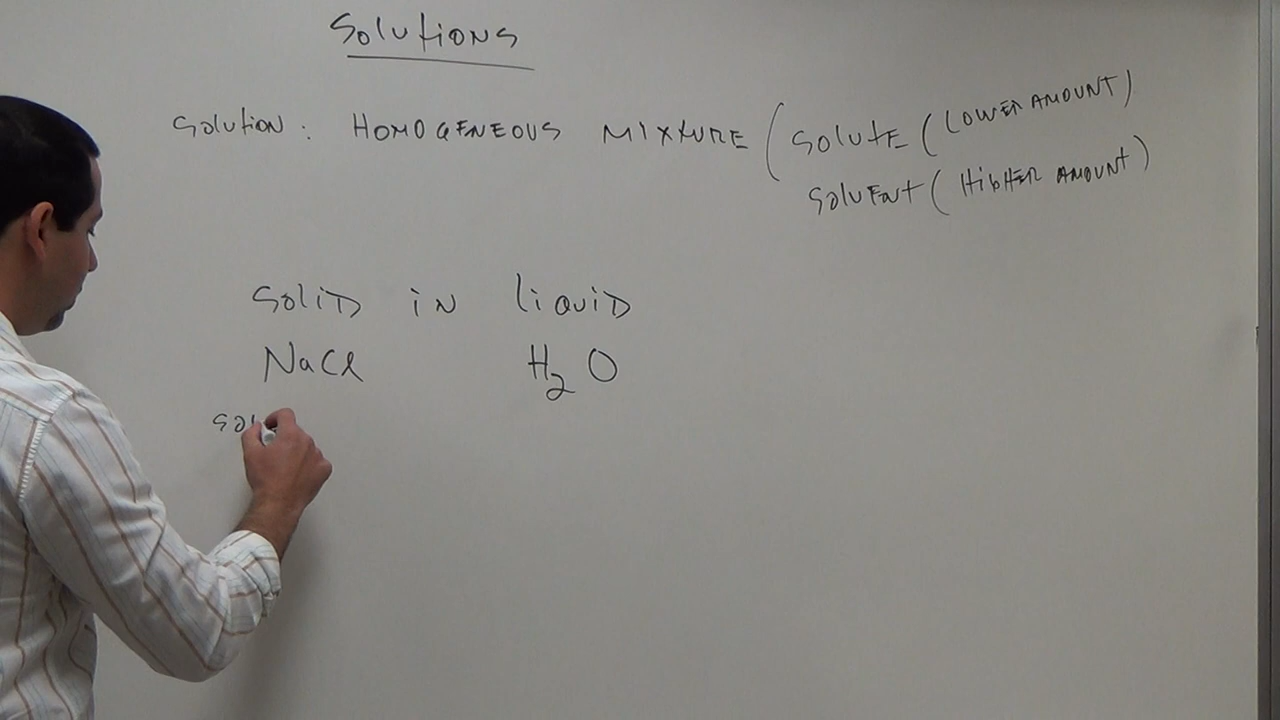 Solutions
Solution: HOMOGENEOUS MIXTURE (SOLUTE (LOWER AMOUNT)
SOLVENT (HIGHER AMOUNT)
SOLID iN liQUID
NaCl H2O